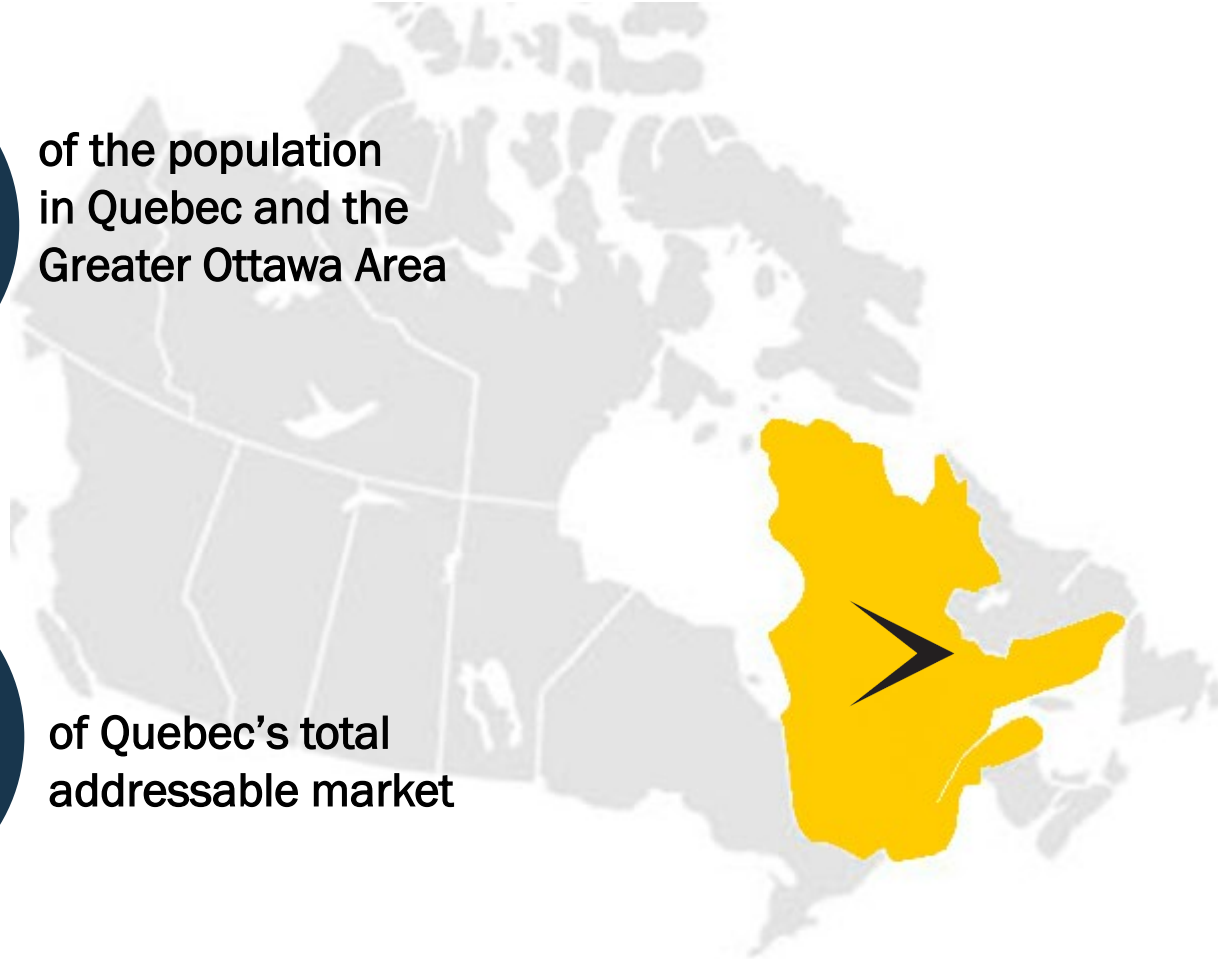 of the population
in Quebec and the
Greater Ottawa Area
of Quebec’s total
addressable market